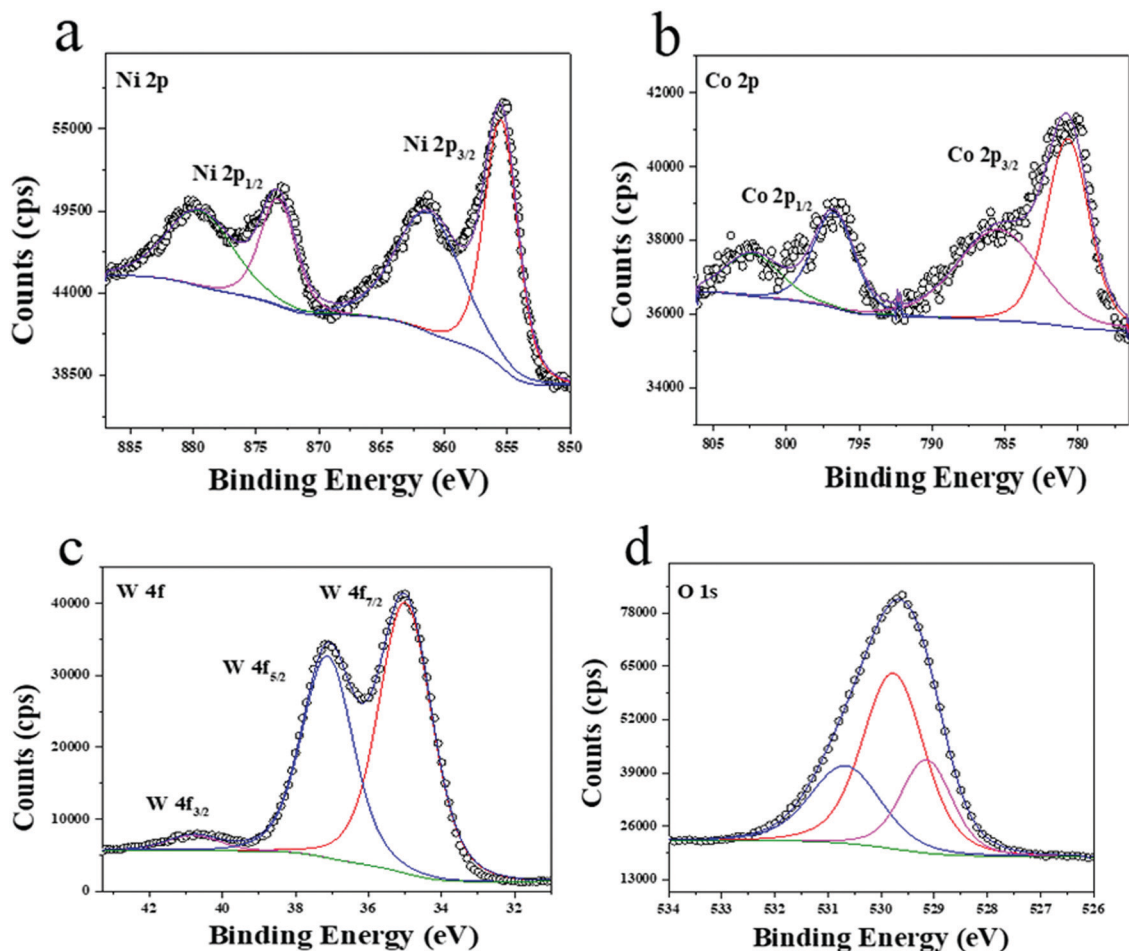 a
Ni 2p
Ni 2p1/2
Ni 2p3/2
55000
49500
44000
38500
Counts (cps)
885 880 875 870 865 860 855 850
Binding Energy (eV)
b
Co 2p
Co 2p1/2
Co 2p3/2
42000
40000
38000
36000
34000
Counts (cps)
805 800 795 790 785 780
Binding Energy (eV)
c
W 4f
W 4f7/2
W 4f5/2
W 4f3/2
40000
30000
20000
10000
0
Counts (cps)
42 40 38 36 34 32
Binding Energy (eV)
d
O 1s
78000
65000
52000
39000
26000
13000
Counts (cps)
534 533 532 531 530 529 528 527 526
Binding Energy (eV)